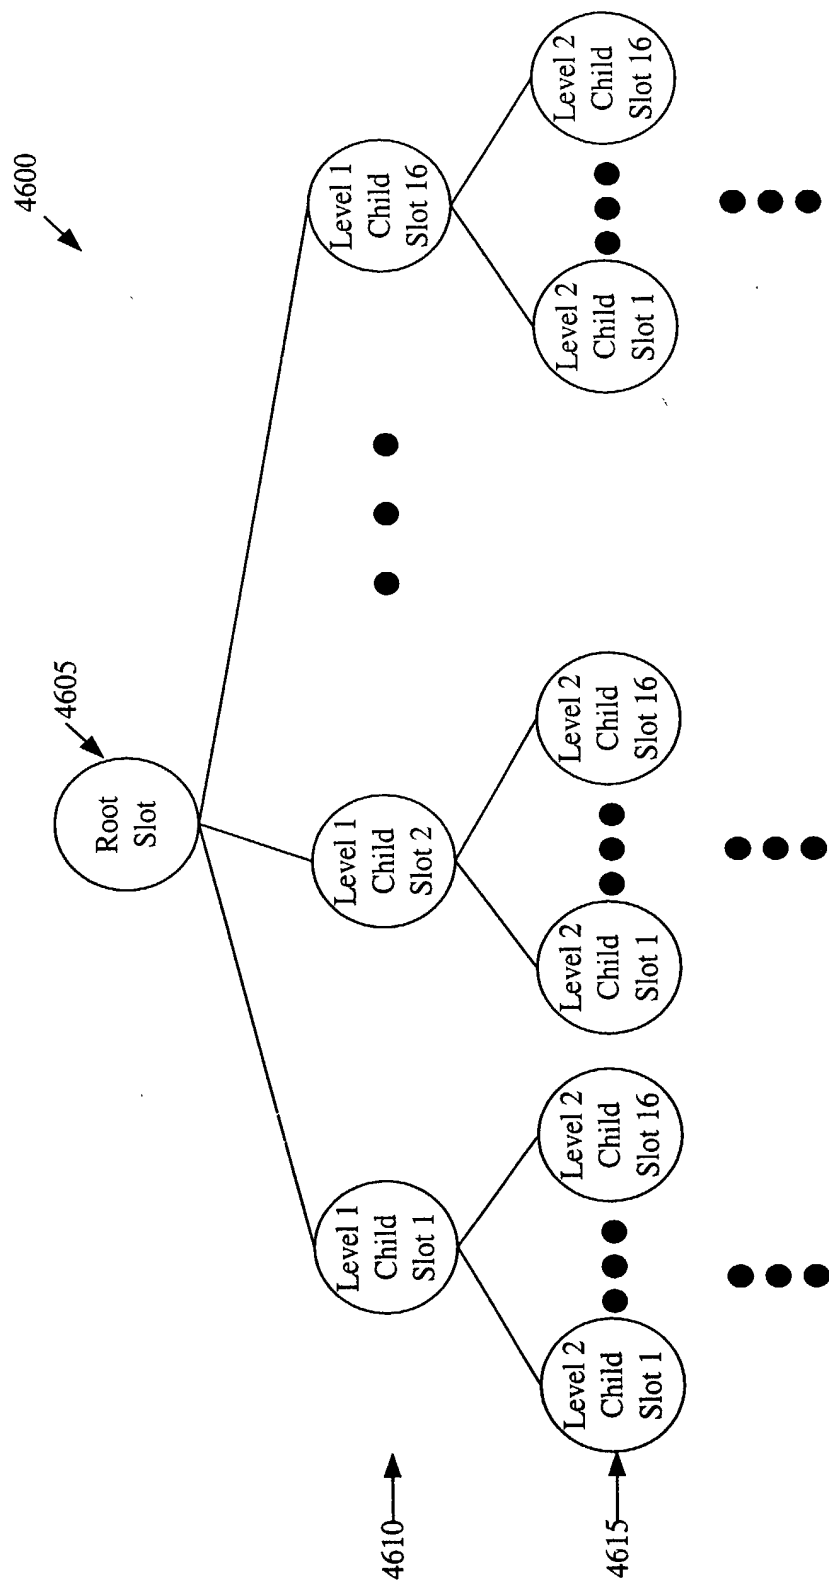 4600
4605
Root
Slot
4610
Level 1
Child
Slot 1
Level 1
Child
Slot 2
Level 1
Child
Slot 16
4615
Level 2
Child
Slot 1
Level 2
Child
Slot 16
Level 2
Child
Slot 1
Level 2
Child
Slot 16
Level 2
Child
Slot 1
Level 2
Child
Slot 16